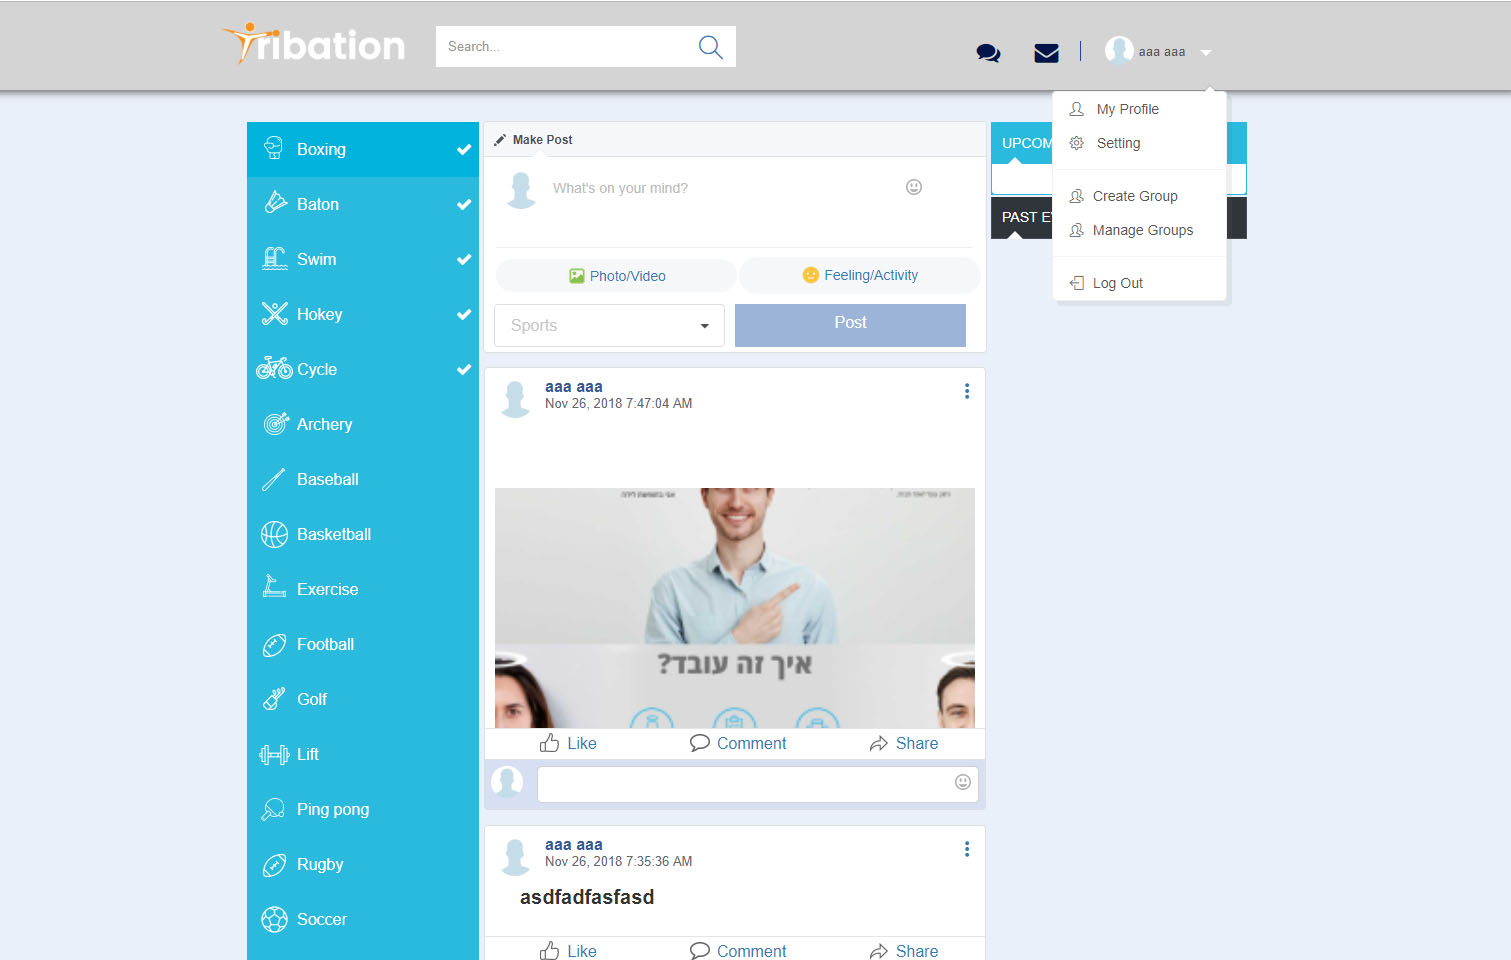 Tribation
Search...
aaa aaa
My Profile
Setting
Create Group
Manage Groups
Log Out
Boxing
Baton
Swim
Hokey
Cycle
Archery
Baseball
Basketball
Exercise
Football
Golf
Lift
Ping pong
Rugby
Soccer
Make Post
What's on your mind?
Photo/Video
Feeling/Activity
Sports
Post
UPCOM
PAST E
aaa aaa
Nov 26, 2018 7:47:04 AM
איך זה עובד?
Like
Comment
Share
aaa aaa
Nov 26, 2018 7:35:36 AM
asdfadfasfasd
Like
Comment
Share